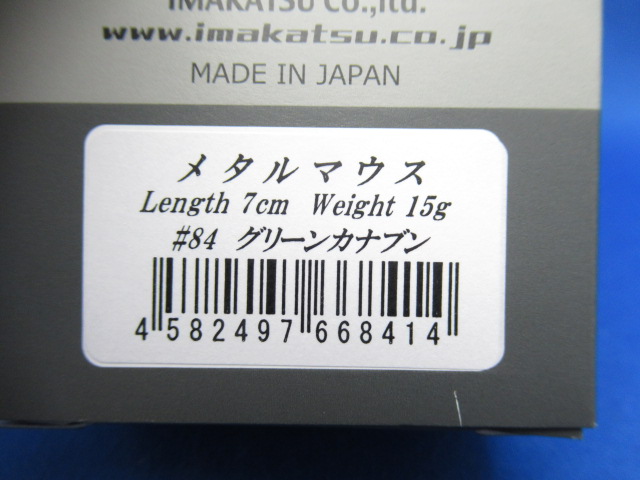 IMAKATSU Co.,ltd.
www.imakatsu.co.jp
MADE IN JAPAN
メタルマウス
Length 7cm Weight 15g
#84 グリーンカナブン
4 582497 668414